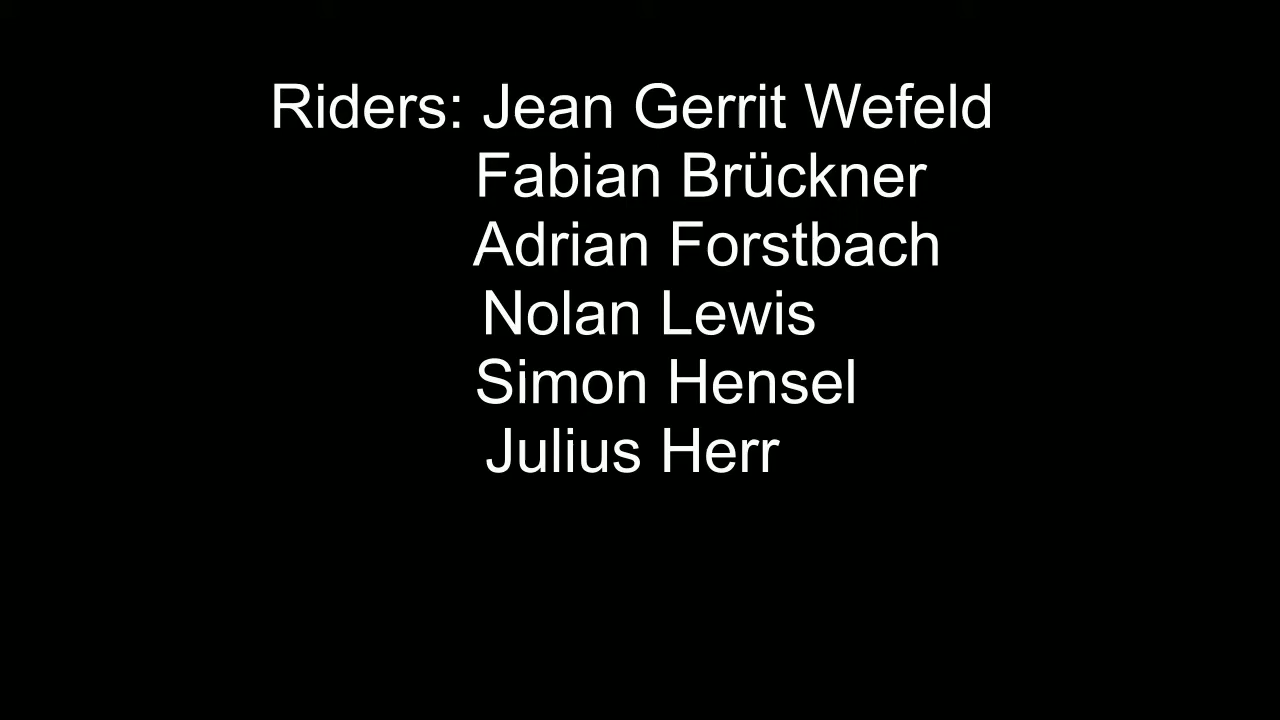 Riders: Jean Gerrit Wefeld
Fabian Brückner
Adrian Forstbach
Nolan Lewis
Simon Hensel
Julius Herr